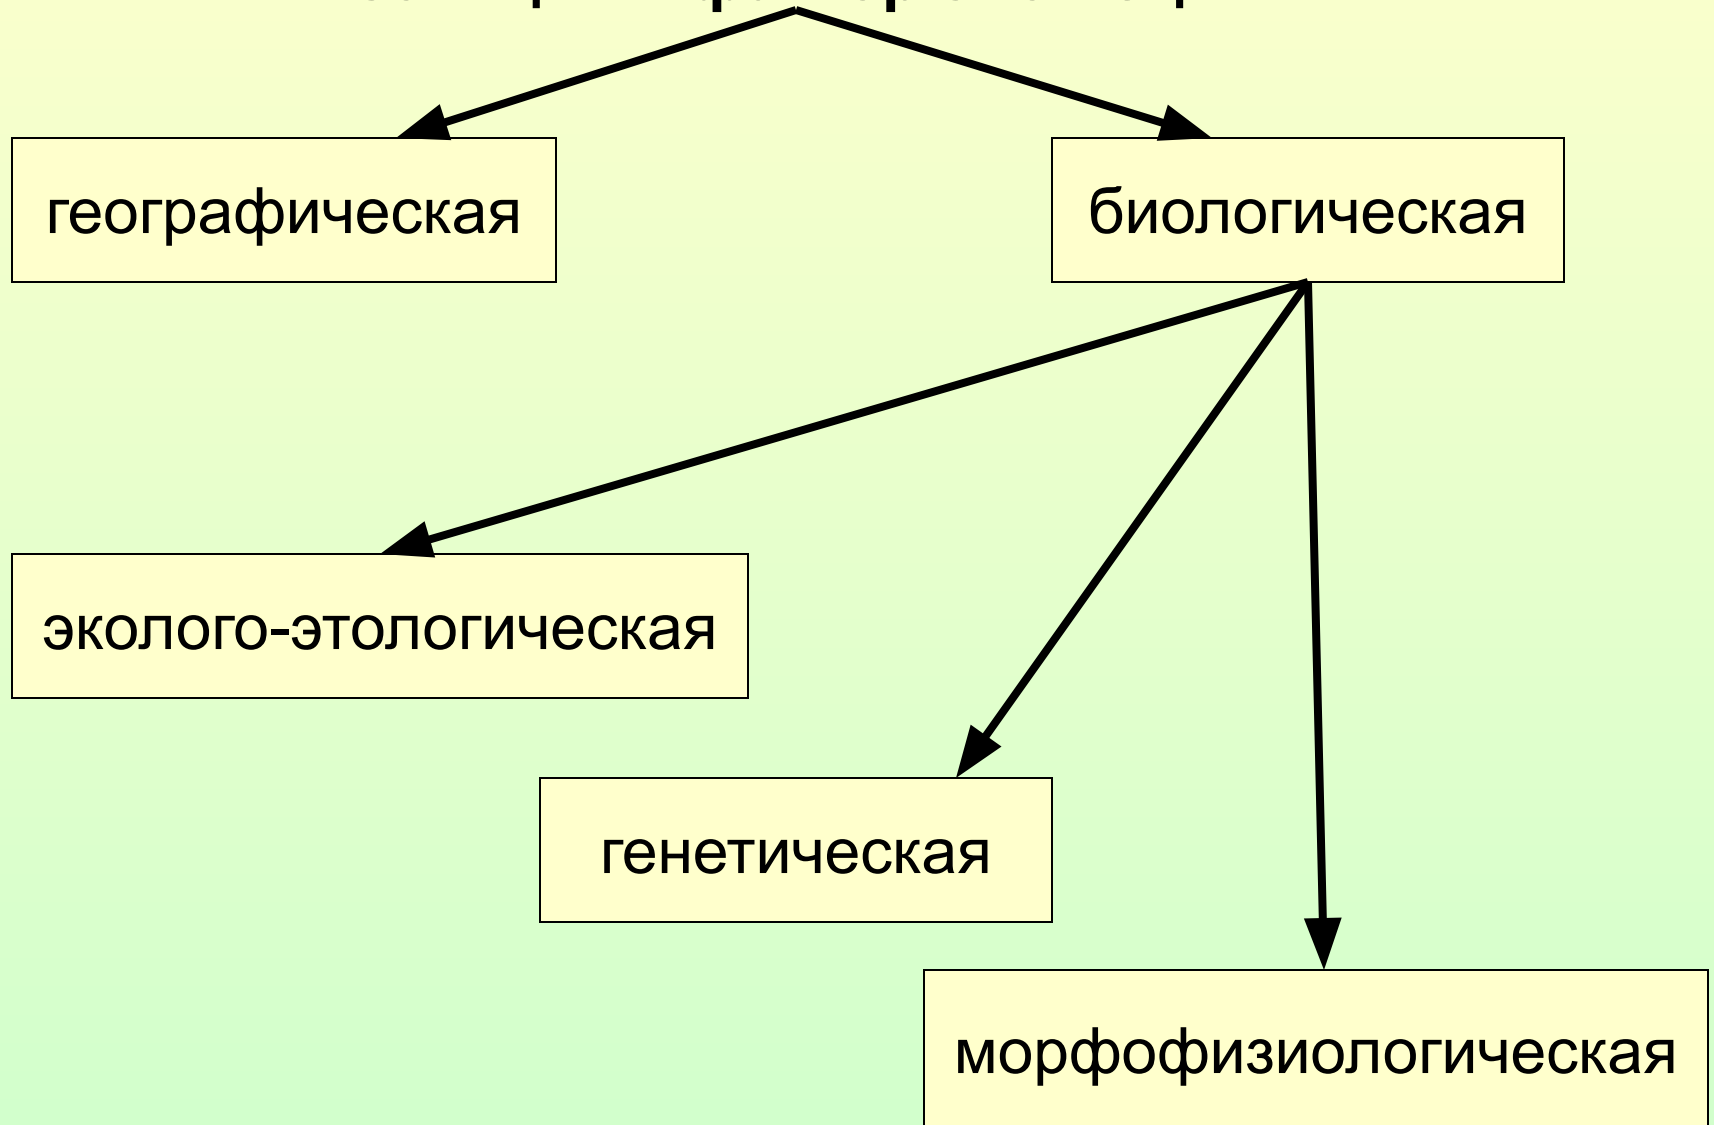 географическая
биологическая
эколого-этологическая
генетическая
морфофизиологическая